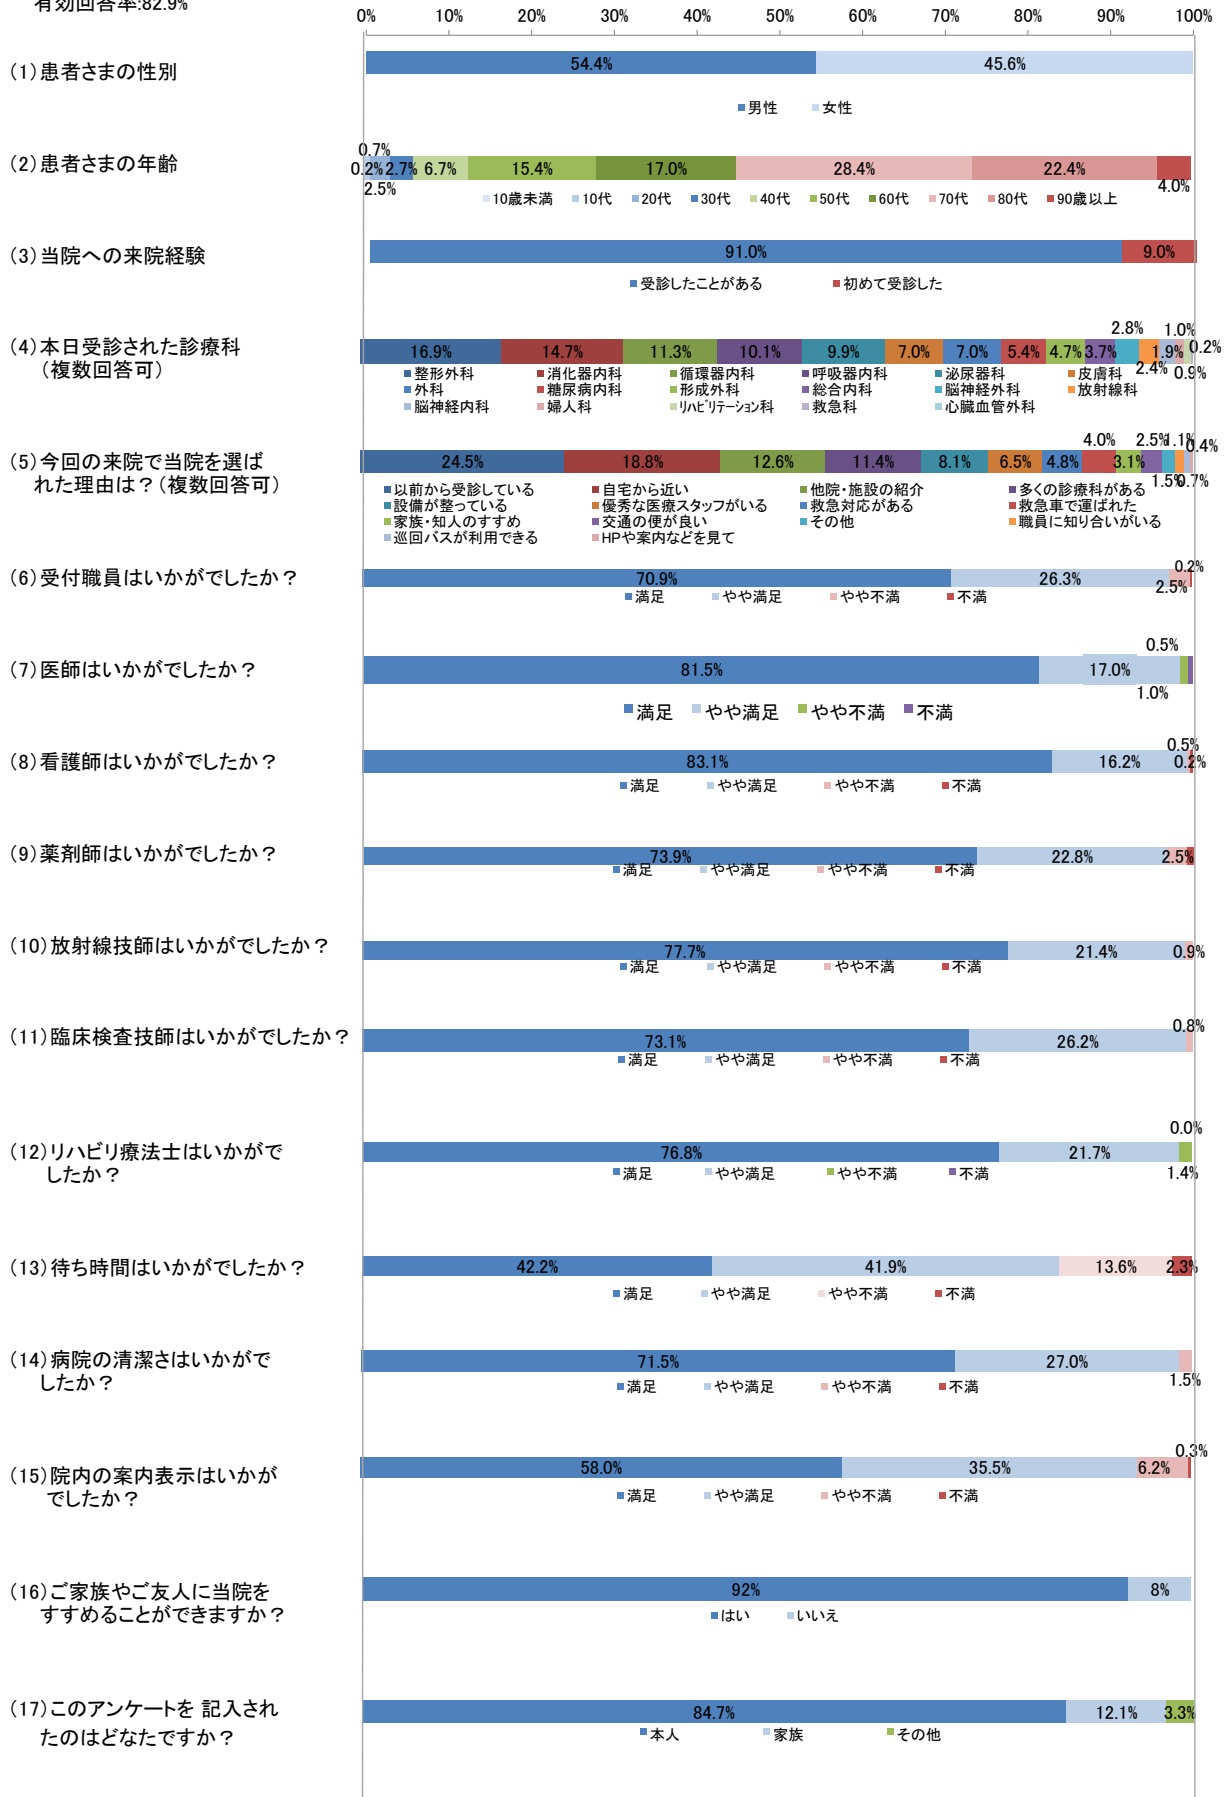 有効回答率:82.9%
0% 10% 20% 30% 40% 50% 60% 70% 80% 90% 100%
(1)患者さまの性別
54.4% 45.6%
男性 女性
(2)患者さまの年齢
0.7%
0.2% 2.7% 6.7% 15.4% 17.0% 28.4% 22.4%
2.5% 4.0%
10歳未満 10代 20代 30代 40代 50代 60代 70代 80代 90歳以上
(3)当院への来院経験
91.0% 9.0%
受診したことがある 初めて受診した
(4)本日受診された診療科
(複数回答可)
2.8% 1.0%
16.9% 14.7% 11.3% 10.1% 9.9% 7.0% 7.0% 5.4% 4.7% 3.7% 1.9% 0.2%
2.4% 0.9%
整形外科 消化器内科 循環器内科 呼吸器内科 泌尿器科 皮膚科
外科 糖尿病内科 形成外科 総合内科 脳神経外科 放射線科
脳神経内科 婦人科 リハビリテーション科 救急科 心臓血管外科
(5)今回の来院で当院を選ば
れた理由は?(複数回答可)
4.0% 2.5% 1.1% 0.4%
24.5% 18.8% 12.6% 11.4% 8.1% 6.5% 4.8% 3.1%
1.5% 0.7%
以前から受診している 自宅から近い 他院・施設の紹介 多くの診療科がある
設備が整っている 優秀な医療スタッフがいる 救急対応がある 救急車で運ばれた
家族・知人のすすめ 交通の便が良い その他 職員に知り合いがいる
巡回バスが利用できる HPや案内などを見て
(6)受付職員はいかがでしたか?
0.2%
70.9% 26.3%
2.5%
満足 やや満足 やや不満 不満
(7)医師はいかがでしたか?
0.5%
81.5% 17.0%
1.0%
満足 やや満足 やや不満 不満
(8)看護師はいかがでしたか?
0.5%
83.1% 16.2% 0.2%
満足 やや満足 やや不満 不満
(9)薬剤師はいかがでしたか?
73.9% 22.8% 2.5%
満足 やや満足 やや不満 不満
(10)放射線技師はいかがでしたか?
77.7% 21.4% 0.9%
満足 やや満足 やや不満 不満
(11)臨床検査技師はいかがでしたか?
0.8%
73.1% 26.2%
満足 やや満足 やや不満 不満
(12)リハビリ療法士はいかがで
したか?
0.0%
76.8% 21.7%
1.4%
満足 やや満足 やや不満 不満
(13)待ち時間はいかがでしたか?
42.2% 41.9% 13.6% 2.3%
満足 やや満足 やや不満 不満
(14)病院の清潔さはいかがで
したか?
71.5% 27.0%
1.5%
満足 やや満足 やや不満 不満
(15)院内の案内表示はいかが
でしたか?
0.3%
58.0% 35.5% 6.2%
満足 やや満足 やや不満 不満
(16)ご家族やご友人に当院を
すすめることができますか?
92% 8%
はい いいえ
(17)このアンケートを 記入され
たのはどなたですか?
84.7% 12.1% 3.3%
本人 家族 その他